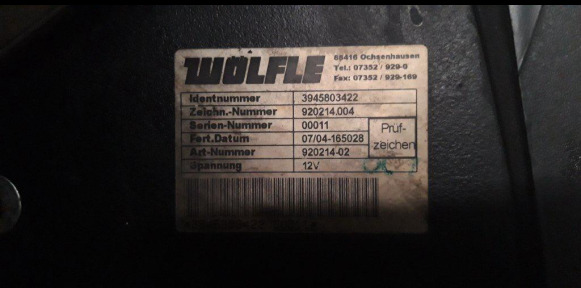 WÖLFLE
88416 Ochsenhausen
Tel.: 07352 / 929-0
Fax: 07352 / 929-169
Identnummer 3945803422
Zeichn.-Nummer 920214.004
Serien-Nummer 00011
Fert.Datum 07/04-165028
Art-Nummer 920214-02
Spannung 12V
Prüf-
zeichen